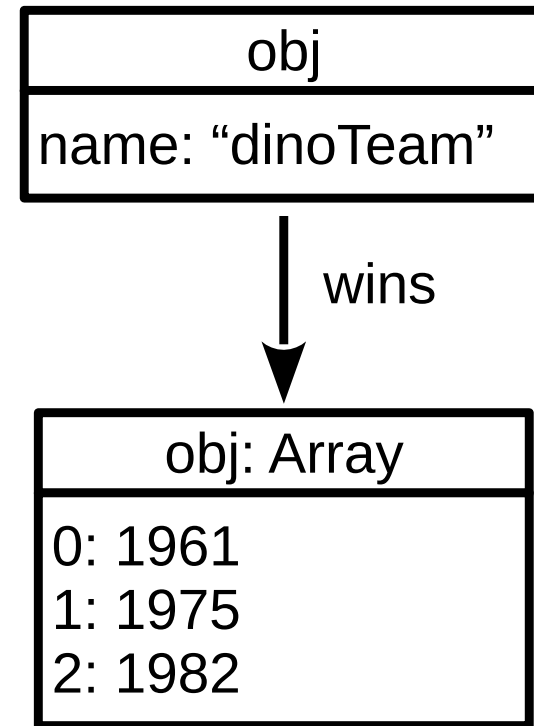 obj
name: “dinoTeam”
wins
obj: Array
0: 1961
1: 1975
2: 1982